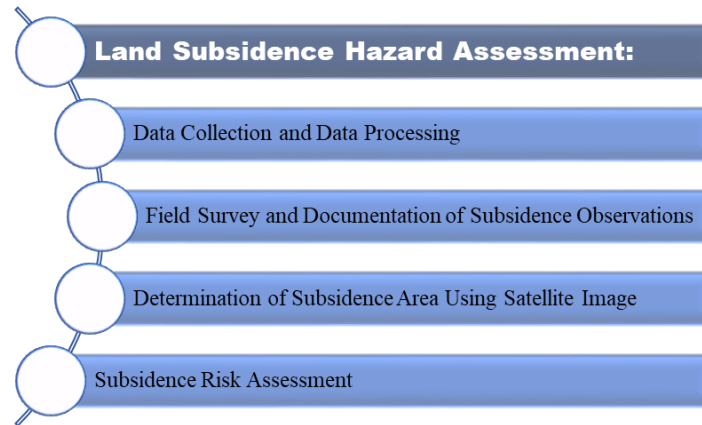 Land Subsidence Hazard Assessment:
Data Collection and Data Processing
Field Survey and Documentation of Subsidence Observations
Determination of Subsidence Area Using Satellite Image
Subsidence Risk Assessment